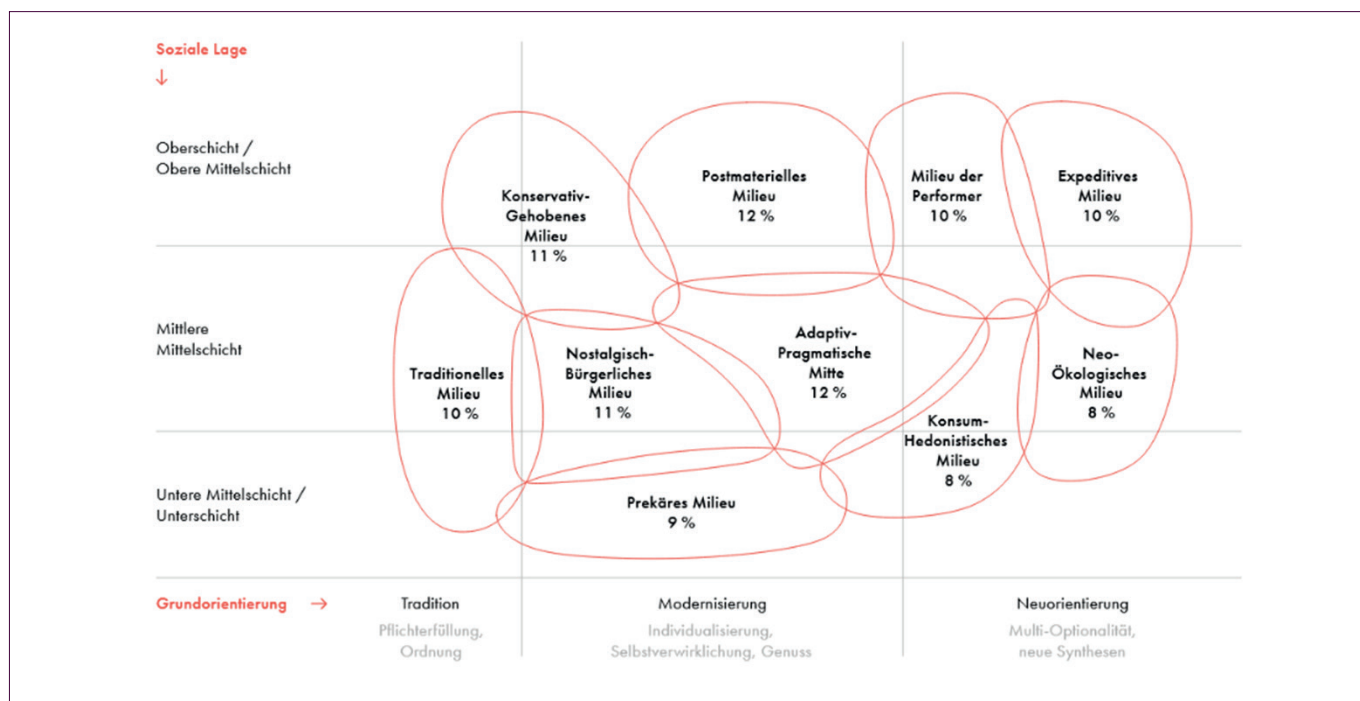 Soziale Lage
↓
Oberschicht /
Obere Mittelschicht
Konservativ-
Gehobenes
Milieu
11 %
Postmaterielles
Milieu
12 %
Milieu der
Performer
10 %
Expeditives
Milieu
10 %
Mittlere
Mittelschicht
Traditionelles
Milieu
10 %
Nostalgisch-
Bürgerliches
Milieu
11 %
Adaptiv-
Pragmatische
Mitte
12 %
Konsum-
Hedonistisches
Milieu
8 %
Neo-
Ökologisches
Milieu
8 %
Untere Mittelschicht /
Unterschicht
Prekäres Milieu
9 %
Grundorientierung →
Tradition
Pflichterfüllung,
Ordnung
Modernisierung
Individualisierung,
Selbstverwirklichung, Genuss
Neuorientierung
Multi-Optionalität,
neue Synthesen